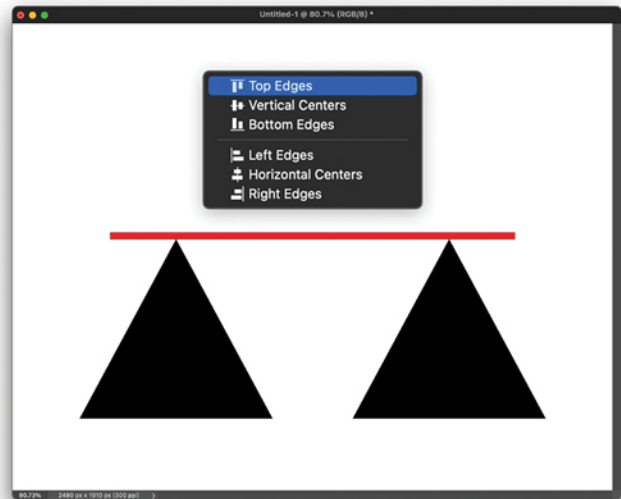 Untitled-1 @ 80.7% (RGB/8) *
Top Edges
Vertical Centers
Bottom Edges
Left Edges
Horizontal Centers
Right Edges
80.73% 2480 px x 1910 px (300 ppi) >